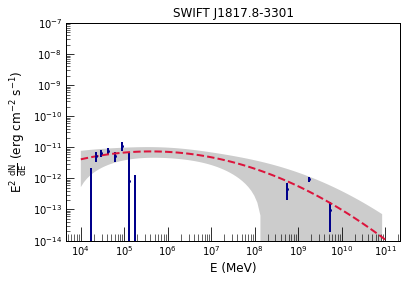 SWIFT J1817.8-3301
10⁻⁷
10⁻⁸
10⁻⁹
10⁻¹⁰
10⁻¹¹
10⁻¹²
10⁻¹³
10⁻¹⁴
E² dN/dE (erg cm⁻² s⁻¹)
10⁴ 10⁵ 10⁶ 10⁷ 10⁸ 10⁹ 10¹⁰ 10¹¹
E (MeV)